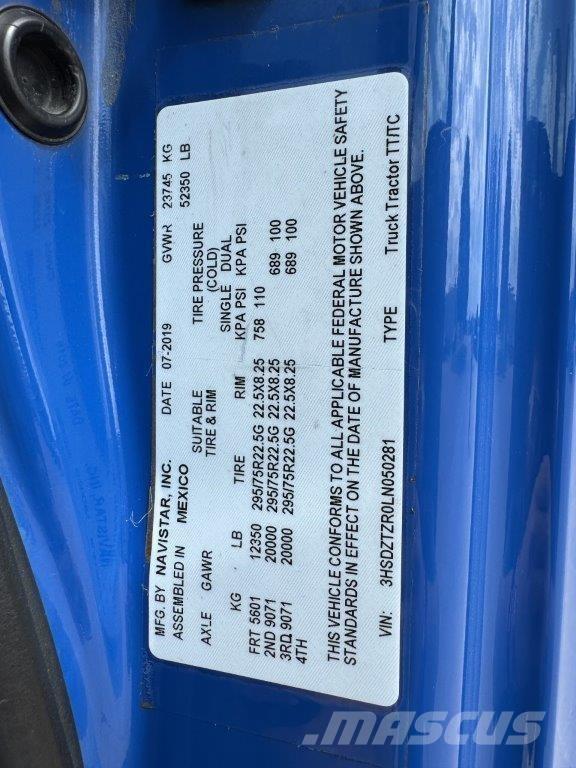 MFG. BY NAVISTAR, INC. DATE 07-2019 GVWR 23745 KG
ASSEMBLED IN MEXICO 52350 LB
AXLE GAWR SUITABLE TIRE PRESSURE
TIRE & RIM (COLD)
SINGLE DUAL
KG LB TIRE RIM KPA PSI KPA PSI
FRT 5601 12350 295/75R22.5G 22.5X8.25 758 110
2ND 9071 20000 295/75R22.5G 22.5X8.25 689 100
3RD 9071 20000 295/75R22.5G 22.5X8.25 689 100
4TH
THIS VEHICLE CONFORMS TO ALL APPLICABLE FEDERAL MOTOR VEHICLE SAFETY
STANDARDS IN EFFECT ON THE DATE OF MANUFACTURE SHOWN ABOVE.
VIN: 3HSDZTZR0LN050281 TYPE Truck Tractor TT/TC
MASCUS